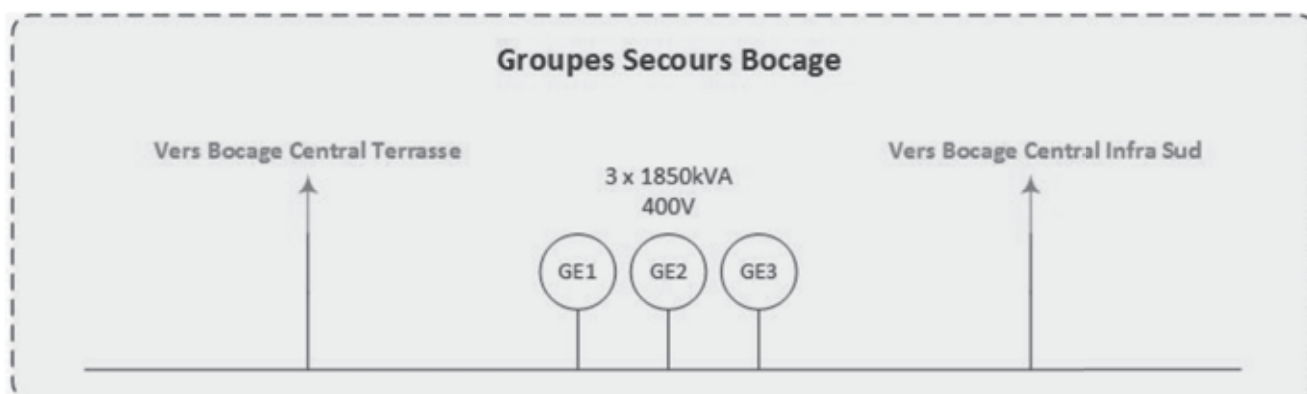 Groupes Secours Bocage
Vers Bocage Central Terrasse
Vers Bocage Central Infra Sud
3 x 1850kVA
400V
GE1
GE2
GE3